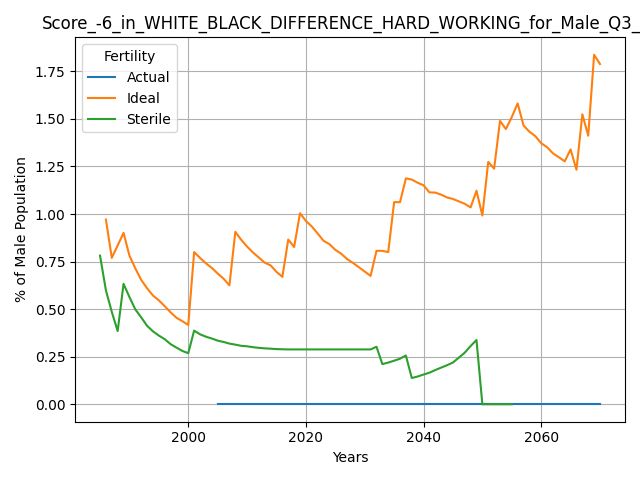 Score_-6_in_WHITE_BLACK_DIFFERENCE_HARD_WORKING_for_Male_Q3_
Fertility
Actual
Ideal
Sterile
% of Male Population
1.75
1.50
1.25
1.00
0.75
0.50
0.25
0.00
2000 2020 2040 2060
Years